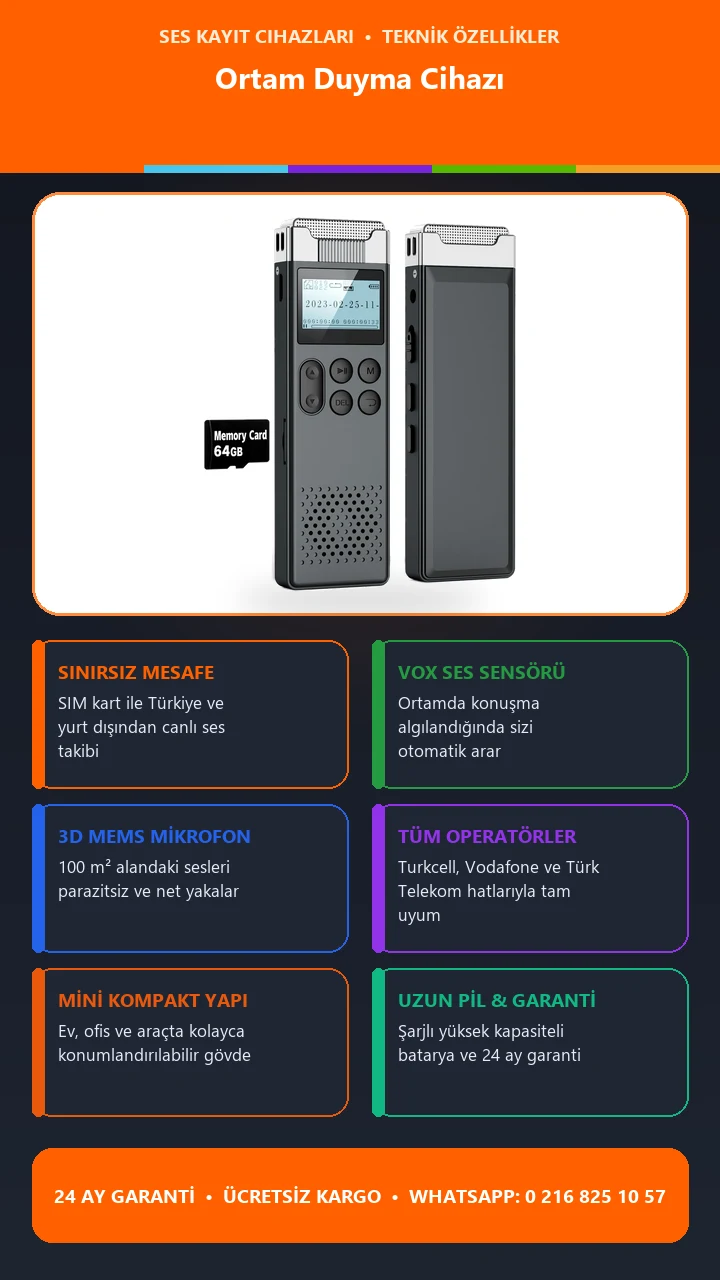 SES KAYIT CIHAZLARI • TEKNİK ÖZELLİKLER
Ortam Duyma Cihazı
2023-02-25-11-
Memory Card
64GB
M
DEL
SINIRSIZ MESAFE
SIM kart ile Türkiye ve
yurt dışından canlı ses
takibi
VOX SES SENSÖRÜ
Ortamda konuşma
algılandığında sizi
otomatik arar
3D MEMS MİKROFON
100 m² alandaki sesleri
parazitsiz ve net yakalar
TÜM OPERATÖRLER
Turkcell, Vodafone ve Türk
Telekom hatlarıyla tam
uyum
MİNİ KOMPAKT YAPI
Ev, ofis ve araçta kolayca
konumlandırılabilir gövde
UZUN PİL & GARANTİ
Şarjlı yüksek kapasiteli
batarya ve 24 ay garanti
24 AY GARANTİ • ÜCRETSİZ KARGO • WHATSAPP: 0 216 825 10 57